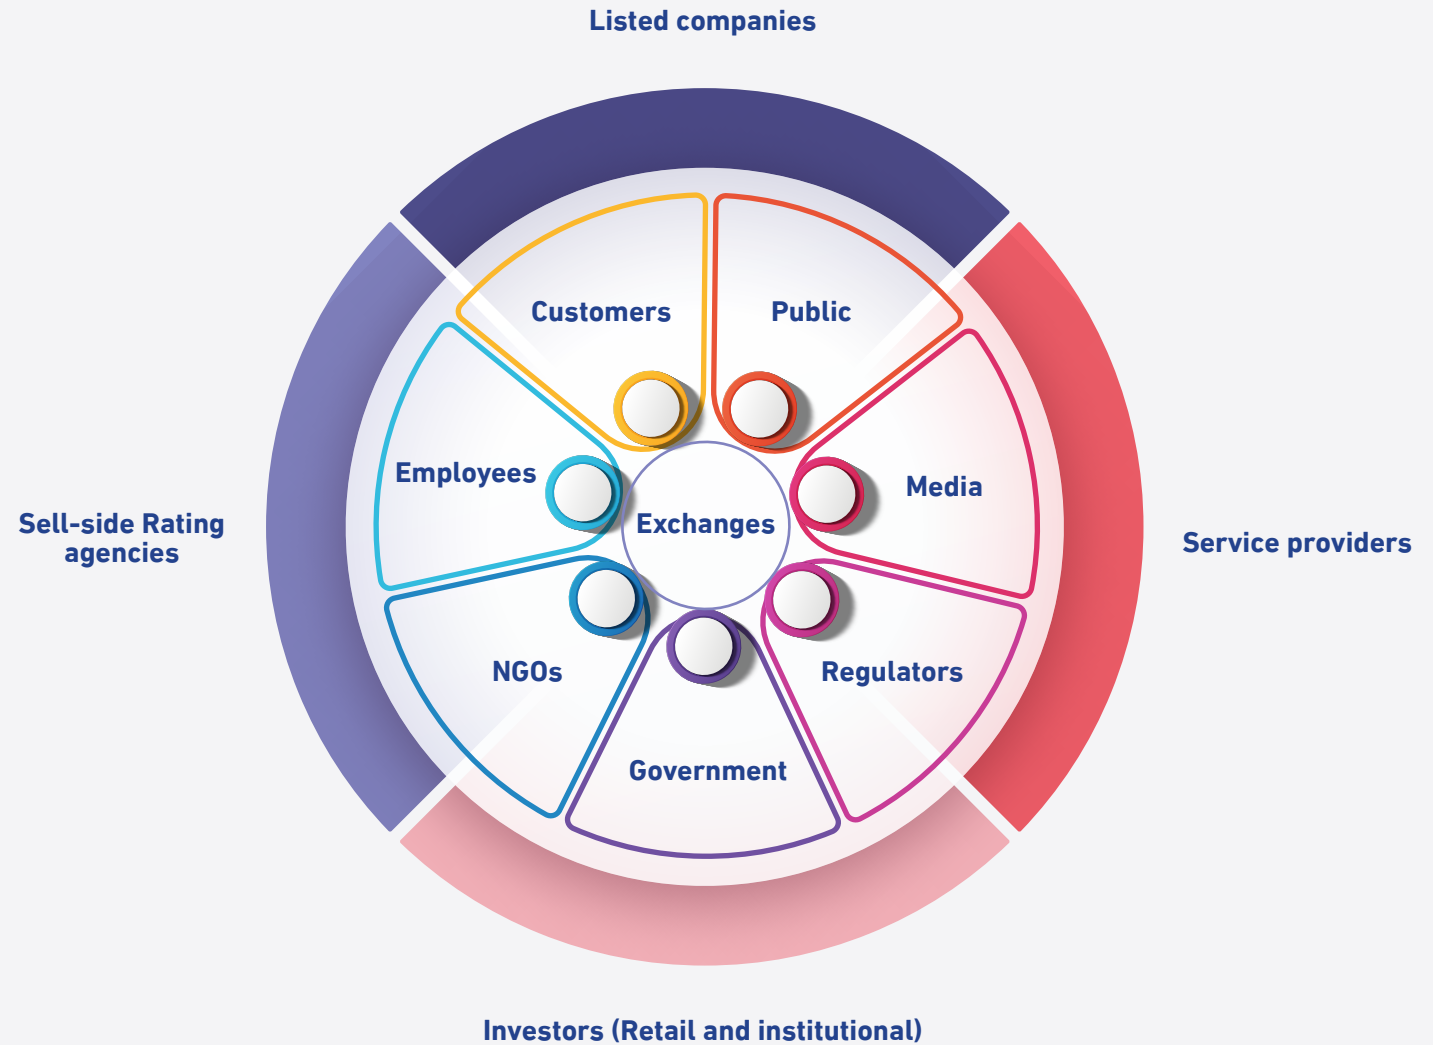 Listed companies
Customers
Public
Employees
Media
Sell-side Rating
agencies
Exchanges
Service providers
NGOs
Regulators
Government
Investors (Retail and institutional)